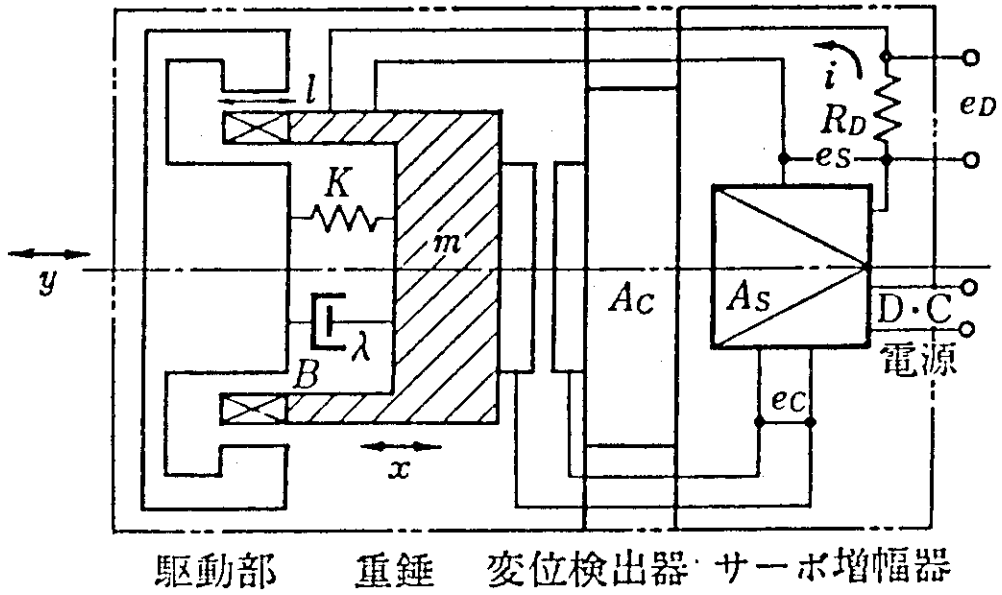 l
i
R_D
e_D
e_S
K
m
y
A_C
A_S
D·C
電源
λ
B
e_C
x
駆動部 重錘 変位検出器 サーボ増幅器